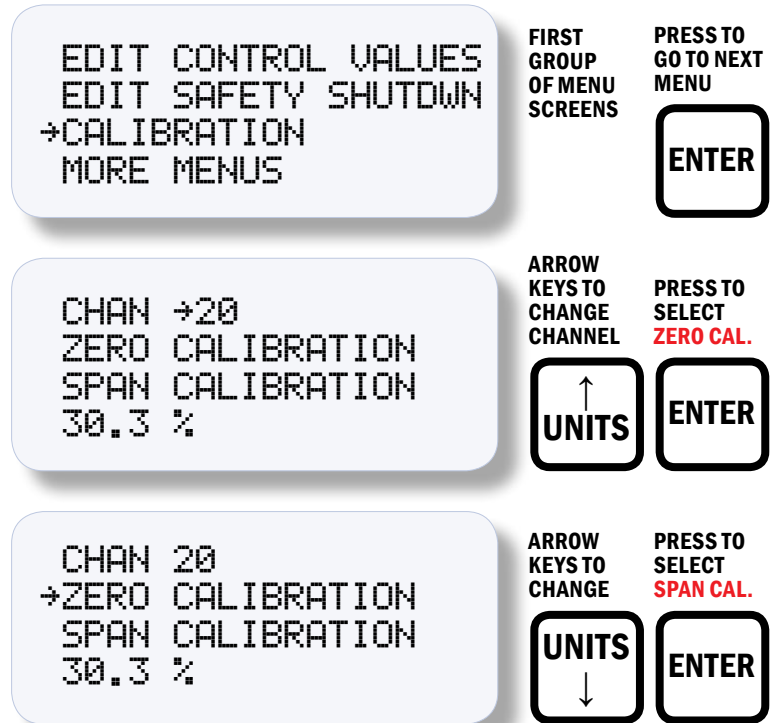 EDIT CONTROL VALUES
EDIT SAFETY SHUTDWN
→CALIBRATION
MORE MENUS
FIRST
GROUP
OF MENU
SCREENS
PRESS TO
GO TO NEXT
MENU
ENTER
CHAN →20
ZERO CALIBRATION
SPAN CALIBRATION
30.3 %
ARROW
KEYS TO
CHANGE
CHANNEL
↑
UNITS
PRESS TO
SELECT
ZERO CAL.
ENTER
CHAN 20
→ZERO CALIBRATION
SPAN CALIBRATION
30.3 %
ARROW
KEYS TO
CHANGE
UNITS
↓
PRESS TO
SELECT
SPAN CAL.
ENTER